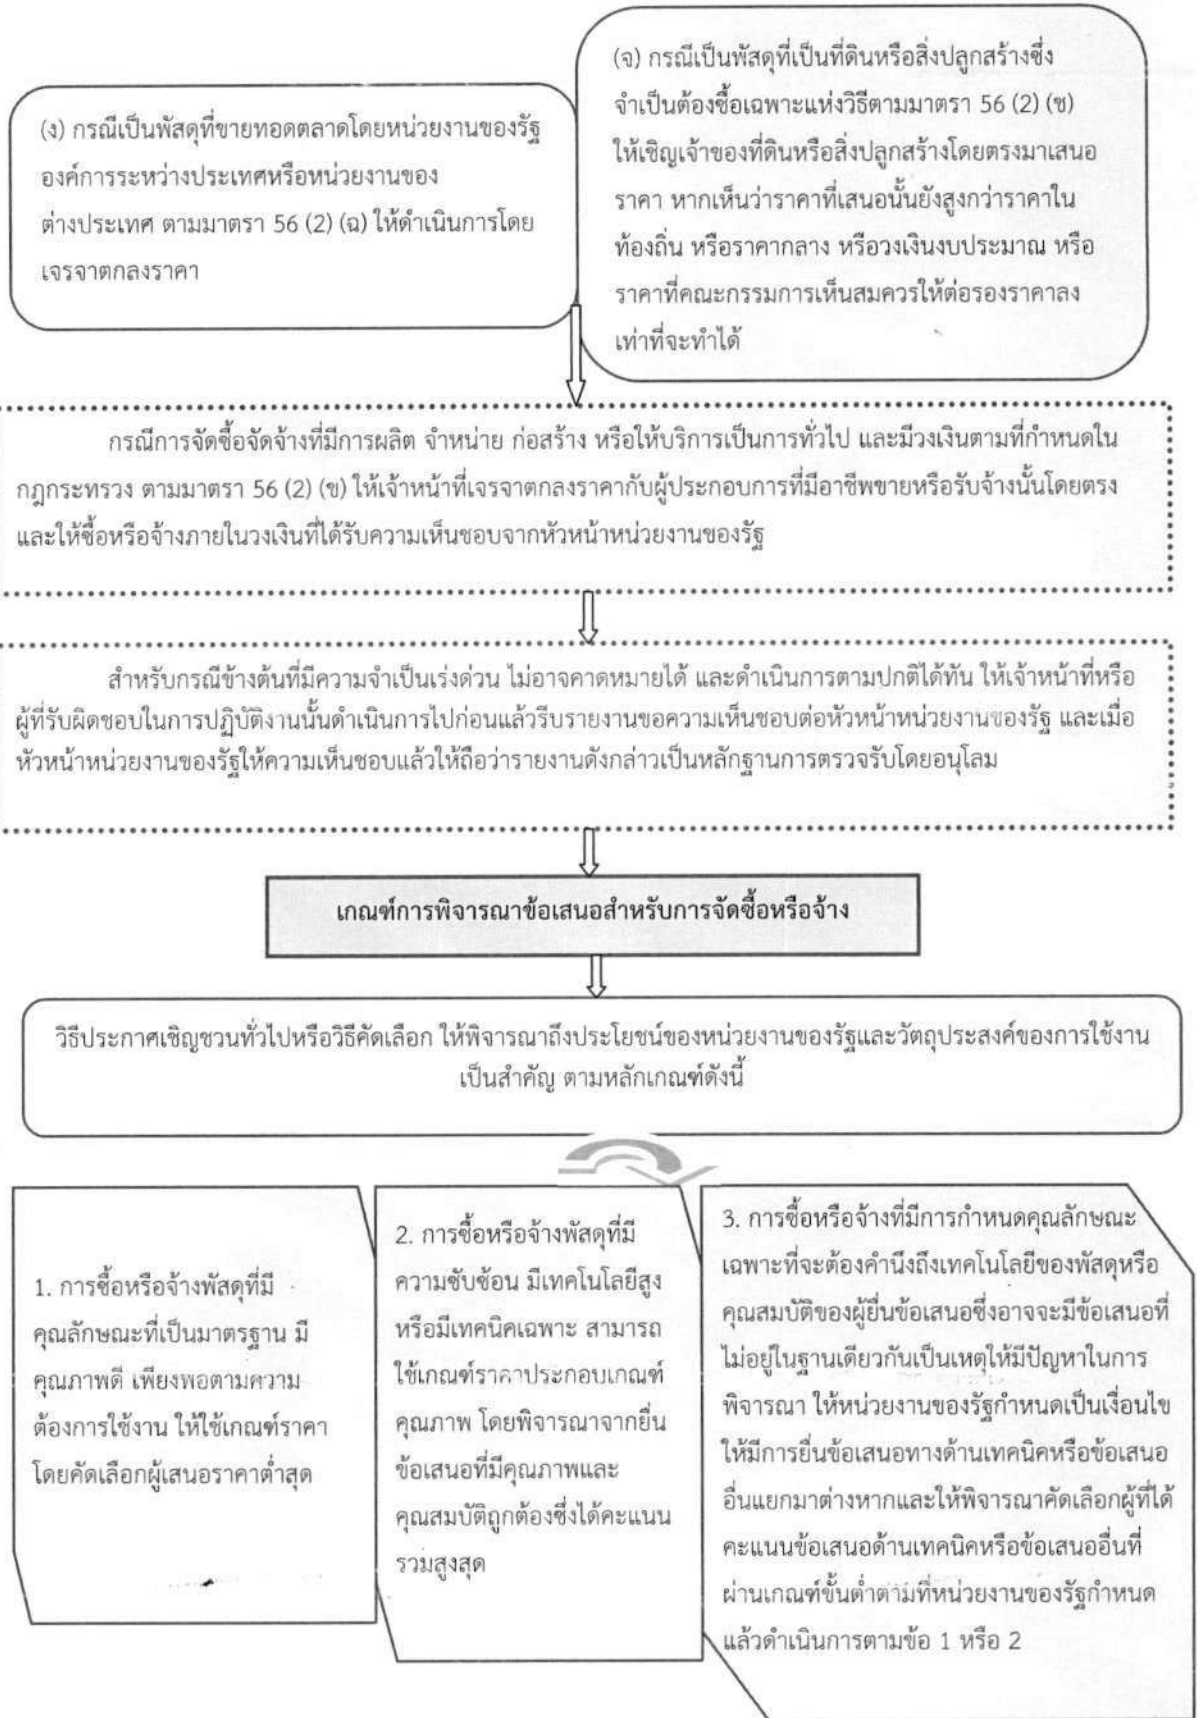 (ง) กรณีเป็นพัสดุที่ขายทอดตลาดโดยหน่วยงานของรัฐ
องค์การระหว่างประเทศหรือหน่วยงานของ
ต่างประเทศ ตามมาตรา 56 (2) (ฉ) ให้ดำเนินการโดย
เจรจาตกลงราคา
(จ) กรณีเป็นพัสดุที่เป็นที่ดินหรือสิ่งปลูกสร้างซึ่ง
จำเป็นต้องซื้อเฉพาะแห่งวิธีตามมาตรา 56 (2) (ช)
ให้เชิญเจ้าของที่ดินหรือสิ่งปลูกสร้างโดยตรงมาเสนอ
ราคา หากเห็นว่าราคาที่เสนอนั้นยังสูงกว่าราคาใน
ท้องถิ่น หรือราคากลาง หรือวงเงินงบประมาณ หรือ
ราคาที่คณะกรรมการเห็นสมควรให้ต่อรองราคาลง
เท่าที่จะทำได้
กรณีการจัดซื้อจัดจ้างที่มีการผลิต จำหน่าย ก่อสร้าง หรือให้บริการเป็นการทั่วไป และมีวงเงินตามที่กำหนดใน
กฎกระทรวง ตามมาตรา 56 (2) (ข) ให้เจ้าหน้าที่เจรจาตกลงราคากับผู้ประกอบการที่มีอาชีพขายหรือรับจ้างนั้นโดยตรง
และให้ซื้อหรือจ้างภายในวงเงินที่ได้รับความเห็นชอบจากหัวหน้าหน่วยงานของรัฐ
สำหรับกรณีข้างต้นที่มีความจำเป็นเร่งด่วน ไม่อาจคาดหมายได้ และดำเนินการตามปกติได้ทัน ให้เจ้าหน้าที่หรือ
ผู้ที่รับผิดชอบในการปฏิบัติงานนั้นดำเนินการไปก่อนแล้วรีบรายงานขอความเห็นชอบต่อหัวหน้าหน่วยงานของรัฐ และเมื่อ
หัวหน้าหน่วยงานของรัฐให้ความเห็นชอบแล้วให้ถือว่ารายงานดังกล่าวเป็นหลักฐานการตรวจรับโดยอนุโลม
เกณฑ์การพิจารณาข้อเสนอสำหรับการจัดซื้อหรือจ้าง
วิธีประกาศเชิญชวนทั่วไปหรือวิธีคัดเลือก ให้พิจารณาถึงประโยชน์ของหน่วยงานของรัฐและวัตถุประสงค์ของการใช้งาน
เป็นสำคัญ ตามหลักเกณฑ์ดังนี้
1. การซื้อหรือจ้างพัสดุที่มี
คุณลักษณะที่เป็นมาตรฐาน มี
คุณภาพดี เพียงพอตามความ
ต้องการใช้งาน ให้ใช้เกณฑ์ราคา
โดยคัดเลือกผู้เสนอราคาต่ำสุด
2. การซื้อหรือจ้างพัสดุที่มี
ความซับซ้อน มีเทคโนโลยีสูง
หรือมีเทคนิคเฉพาะ สามารถ
ใช้เกณฑ์ราคาประกอบเกณฑ์
คุณภาพ โดยพิจารณาจากยื่น
ข้อเสนอที่มีคุณภาพและ
คุณสมบัติถูกต้องซึ่งได้คะแนน
รวมสูงสุด
3. การซื้อหรือจ้างที่มีการกำหนดคุณลักษณะ
เฉพาะที่จะต้องคำนึงถึงเทคโนโลยีของพัสดุหรือ
คุณสมบัติของผู้ยื่นข้อเสนอซึ่งอาจจะมีข้อเสนอที่
ไม่อยู่ในฐานเดียวกันเป็นเหตุให้มีปัญหาในการ
พิจารณา ให้หน่วยงานของรัฐกำหนดเป็นเงื่อนไข
ให้มีการยื่นข้อเสนอทางด้านเทคนิคหรือข้อเสนอ
อื่นแยกมาต่างหากและให้พิจารณาคัดเลือกผู้ที่ได้
คะแนนข้อเสนอด้านเทคนิคหรือข้อเสนออื่นที่
ผ่านเกณฑ์ขั้นต่ำตามที่หน่วยงานของรัฐกำหนด
แล้วดำเนินการตามข้อ 1 หรือ 2